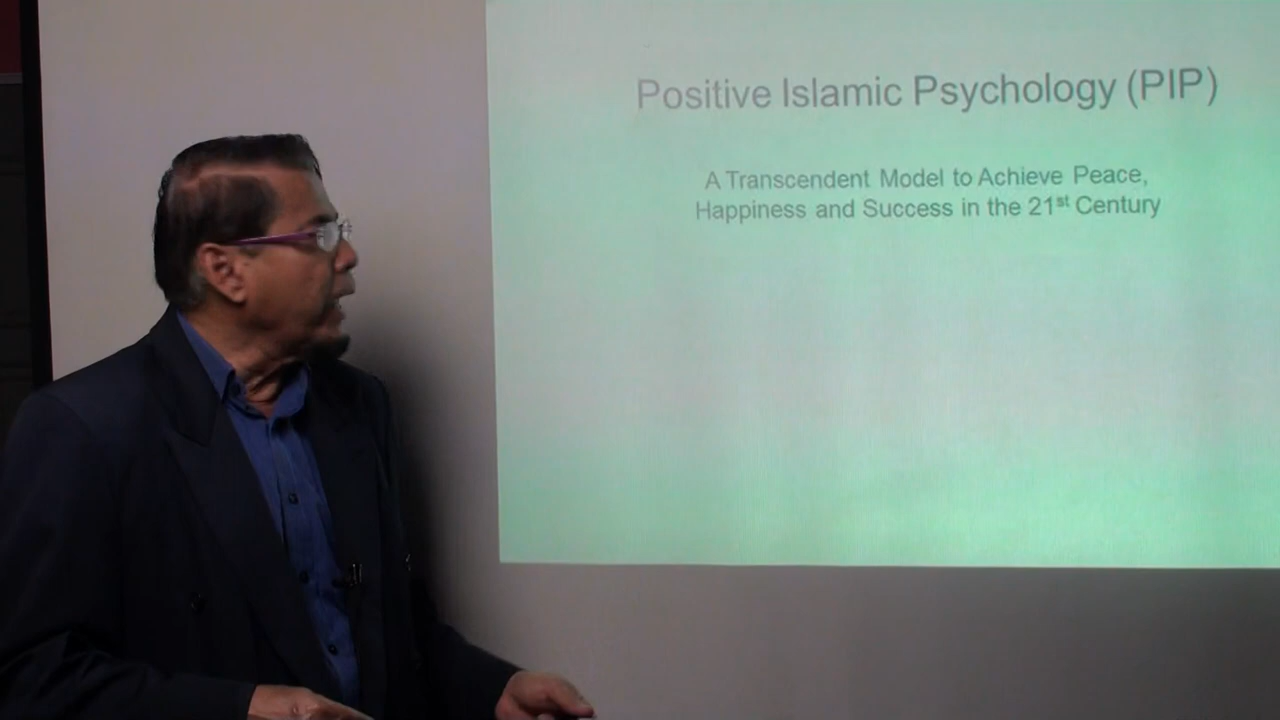 Positive Islamic Psychology (PIP)
A Transcendent Model to Achieve Peace,
Happiness and Success in the 21st Century